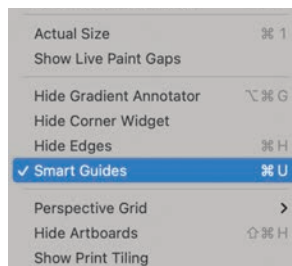 Actual Size ⌘ 1
Show Live Paint Gaps
Hide Gradient Annotator ⌥⌘G
Hide Corner Widget
Hide Edges ⌘H
✓ Smart Guides ⌘U
Perspective Grid >
Hide Artboards ⇧⌘H
Show Print Tiling